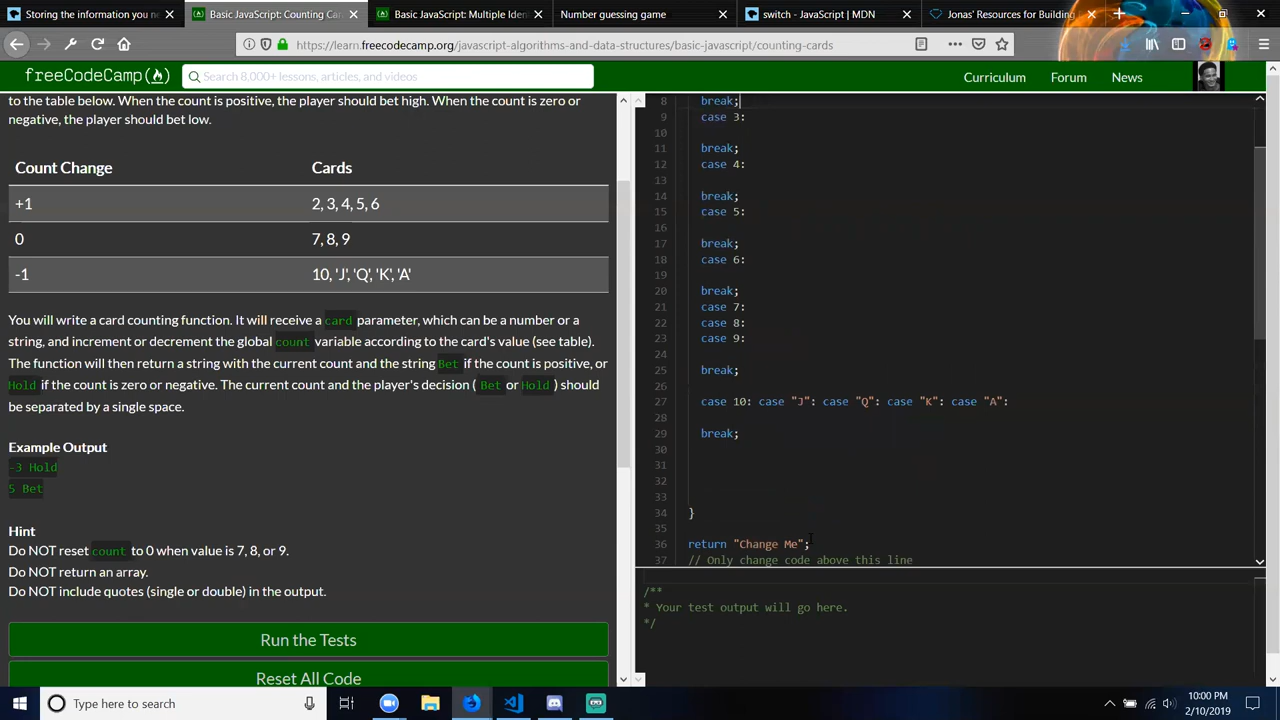 Storing the information you ne
Basic JavaScript: Counting Car
Basic JavaScript: Multiple Iden
Number guessing game
switch - JavaScript | MDN
Jonas' Resources for Building
https://learn.freecodecamp.org/javascript-algorithms-and-data-structures/basic-javascript/counting-cards
freeCodeCamp
Search 8,000+ lessons, articles, and videos
Curriculum
Forum
News
to the table below. When the count is positive, the player should bet high. When the count is zero or
negative, the player should bet low.
Count Change Cards
+1 2, 3, 4, 5, 6
0 7, 8, 9
-1 10, 'J', 'Q', 'K', 'A'
You will write a card counting function. It will receive a card parameter, which can be a number or a
string, and increment or decrement the global count variable according to the card's value (see table).
The function will then return a string with the current count and the string Bet if the count is positive, or
Hold if the count is zero or negative. The current count and the player's decision ( Bet or Hold ) should
be separated by a single space.
Example Output
-3 Hold
5 Bet
Hint
Do NOT reset count to 0 when value is 7, 8, or 9.
Do NOT return an array.
Do NOT include quotes (single or double) in the output.
Run the Tests
Reset All Code
8 break;
9 case 3:
10
11 break;
12 case 4:
13
14 break;
15 case 5:
16
17 break;
18 case 6:
19
20 break;
21 case 7:
22 case 8:
23 case 9:
24
25 break;
26
27 case 10: case "J": case "Q": case "K": case "A":
28
29 break;
30
31
32
33
34 }
35
36 return "Change Me";
37 // Only change code above this line
/**
* Your test output will go here.
*/
Type here to search
10:00 PM
2/10/2019